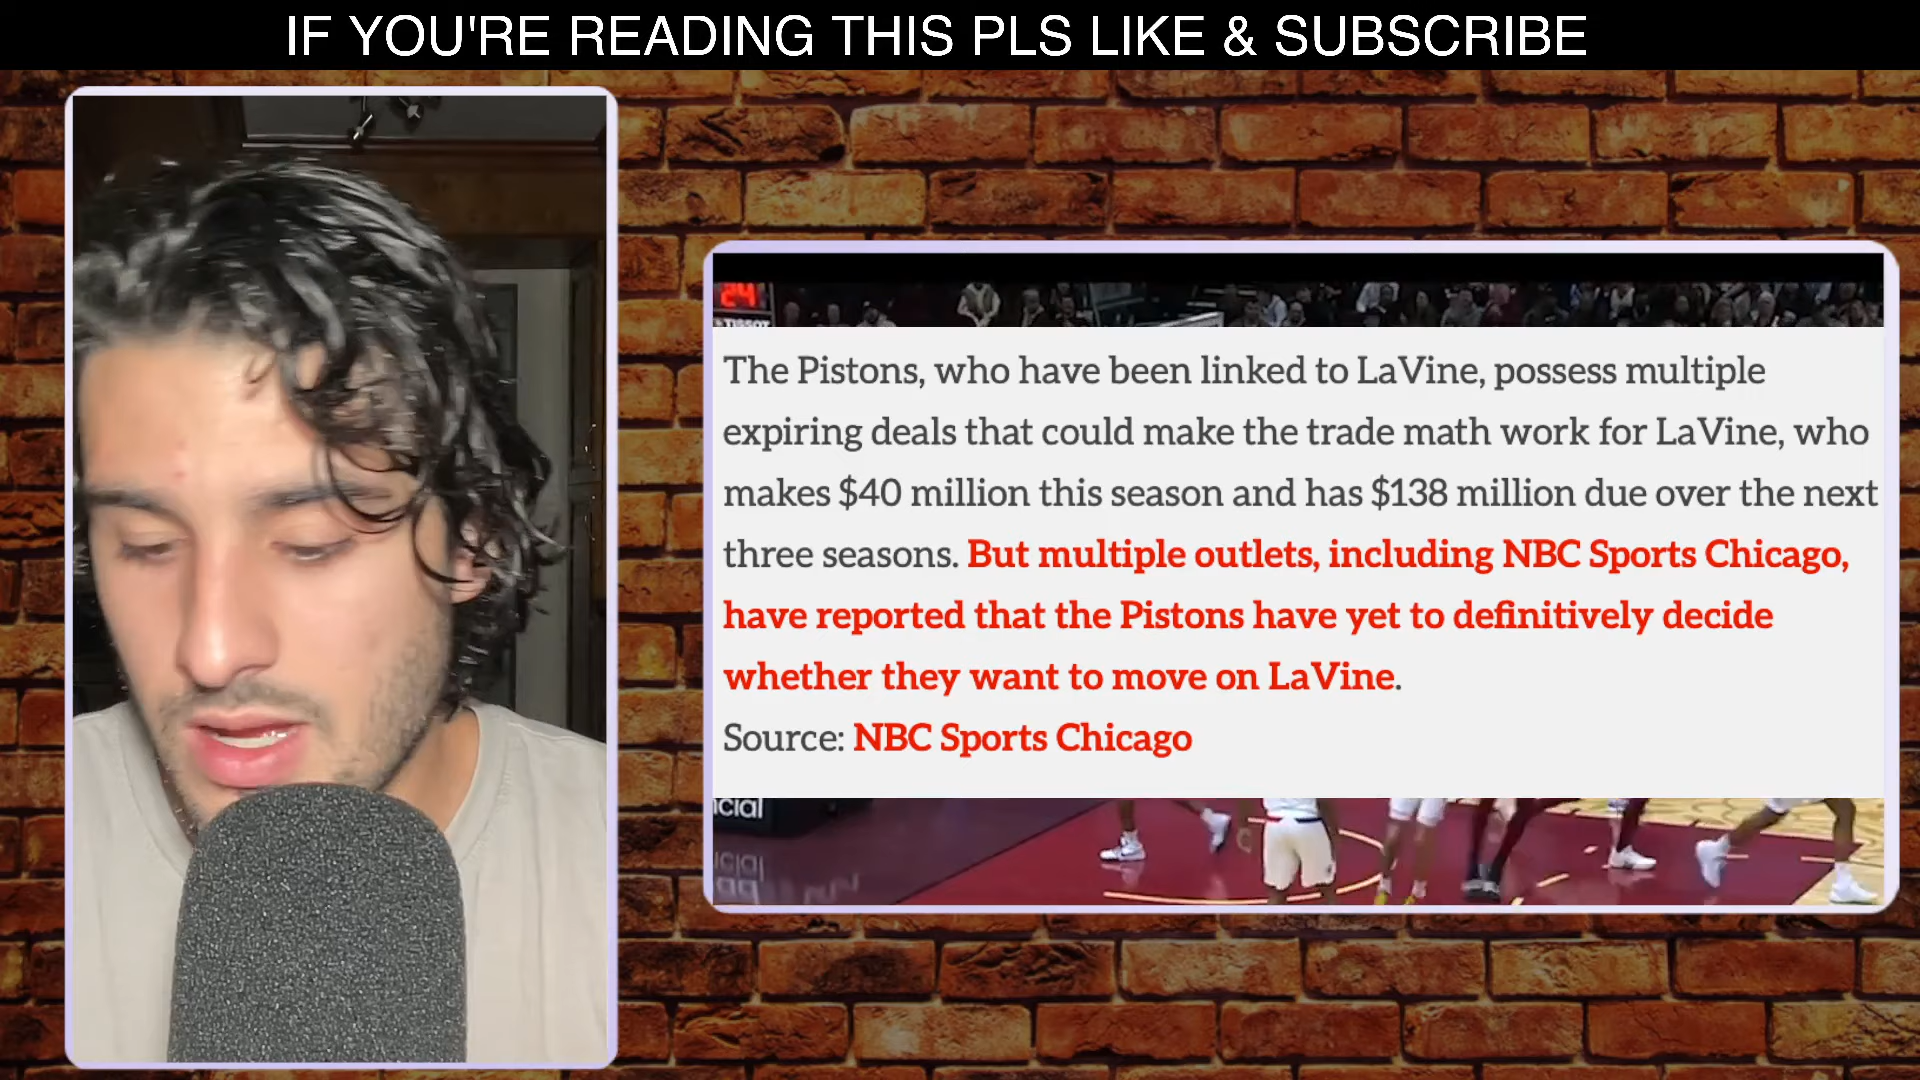 IF YOU'RE READING THIS PLS LIKE & SUBSCRIBE
24
TISSOT
The Pistons, who have been linked to LaVine, possess multiple
expiring deals that could make the trade math work for LaVine, who
makes $40 million this season and has $138 million due over the next
three seasons. But multiple outlets, including NBC Sports Chicago,
have reported that the Pistons have yet to definitively decide
whether they want to move on LaVine.
Source: NBC Sports Chicago
ncial